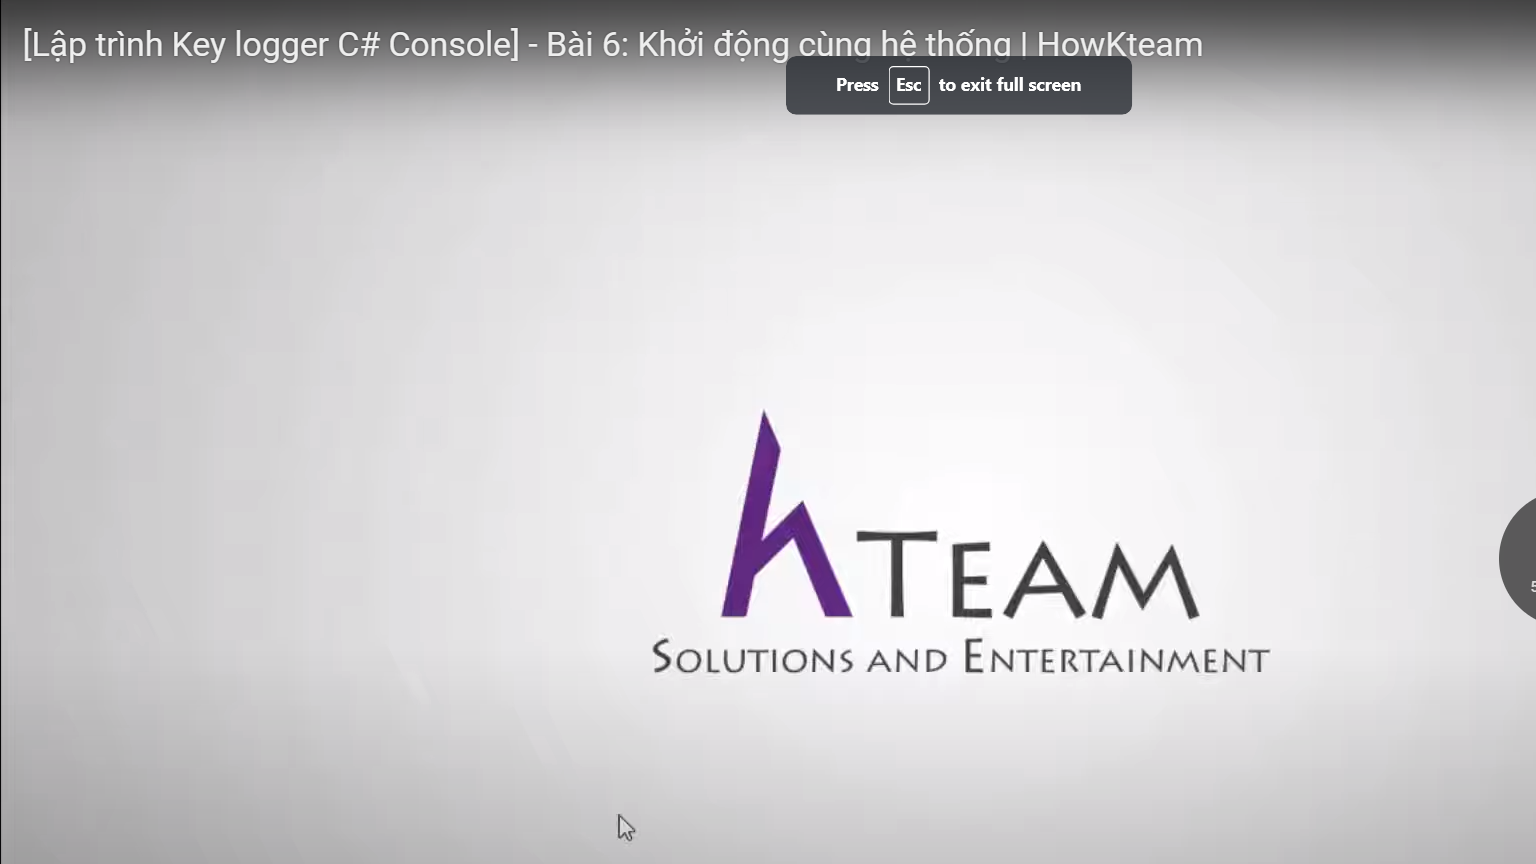 [Lập trình Key logger C# Console] - Bài 6: Khởi động cùng hệ thống | HowKteam
Press Esc to exit full screen
TEAM
SOLUTIONS AND ENTERTAINMENT